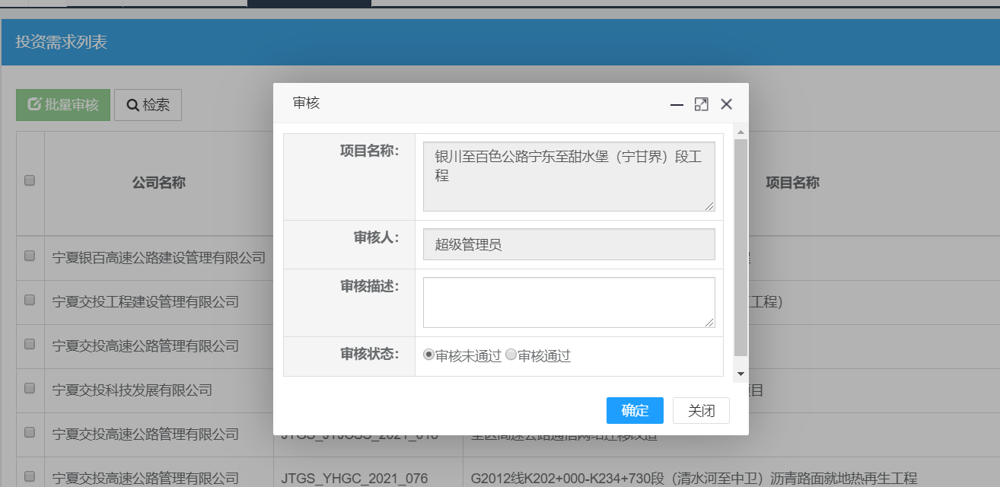 投资需求列表
批量审核 检索
公司名称
项目名称
宁夏银百高速公路建设管理有限公司
宁夏交投工程建设管理有限公司
工程）
宁夏交投高速公路管理有限公司
宁夏交投科技发展有限公司
项目
宁夏交投高速公路管理有限公司
宁夏交投高速公路管理有限公司 JTGS_YHGC_2021_076 G2012线K202+000-K234+730段（清水河至中卫）沥青路面就地热再生工程
审核
项目名称：
银川至百色公路宁东至甜水堡（宁甘界）段工
程
审核人： 超级管理员
审核描述：
审核状态： 审核未通过 审核通过
确定 关闭